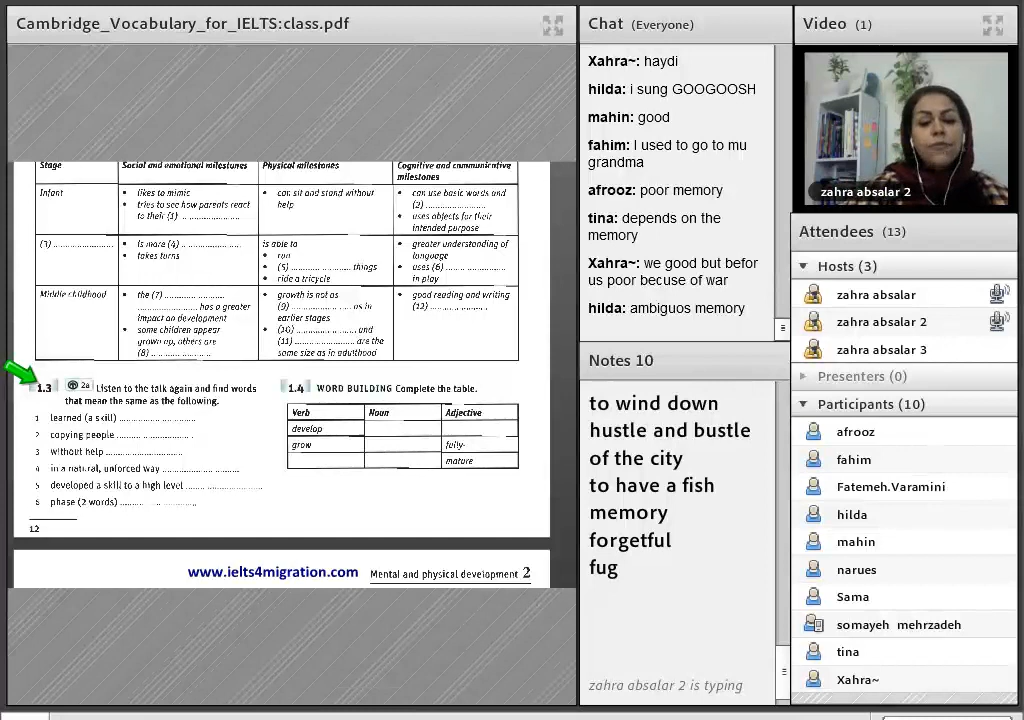 Cambridge_Vocabulary_for_IELTS:class.pdf
Stage Social and emotional milestones Physical milestones Cognitive and communicative milestones
Infant
• likes to mimic
• tries to see how parents react to their (1) ......................
• can sit and stand without help
• can use basic words and (2) ......................
• uses objects for their intended purpose
(3) ......................
• is more (4) ......................
• takes turns
is able to
• run
• (5) ...................... things
• ride a tricycle
• greater understanding of language
• uses (6) ...................... in play
Middle childhood
• the (7) ...................... has a greater impact on development
• some children appear grown up, others are (8) ......................
• growth is not as (9) ...................... as in earlier stages
• (10) ...................... and (11) ...................... are the same size as in adulthood
• good reading and writing (12) ......................
1.3 2a Listen to the talk again and find words
that mean the same as the following.
1 learned (a skill) ......................
2 copying people ......................
3 without help ......................
4 in a natural, unforced way ......................
5 developed a skill to a high level ......................
6 phase (2 words) ......................
1.4 WORD BUILDING Complete the table.
Verb Noun Adjective
develop
grow fully-
mature
12
www.ielts4migration.com Mental and physical development 2
Chat (Everyone)
Xahra~: haydi
hilda: i sung GOOGOOSH
mahin: good
fahim: I used to go to mu
grandma
afrooz: poor memory
tina: depends on the
memory
Xahra~: we good but befor
us poor becuse of war
hilda: ambiguos memory
Notes 10
to wind down
hustle and bustle
of the city
to have a fish
memory
forgetful
fug
zahra absalar 2 is typing
Video (1)
zahra absalar 2
Attendees (13)
Hosts (3)
zahra absalar
zahra absalar 2
zahra absalar 3
Presenters (0)
Participants (10)
afrooz
fahim
Fatemeh.Varamini
hilda
mahin
narues
Sama
somayeh mehrzadeh
tina
Xahra~